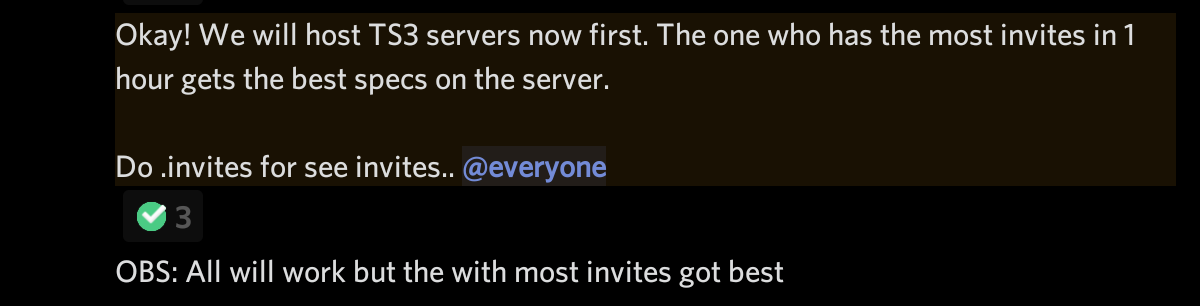 Okay! We will host TS3 servers now first. The one who has the most invites in 1
hour gets the best specs on the server.
Do .invites for see invites.. @everyone
3
OBS: All will work but the with most invites got best